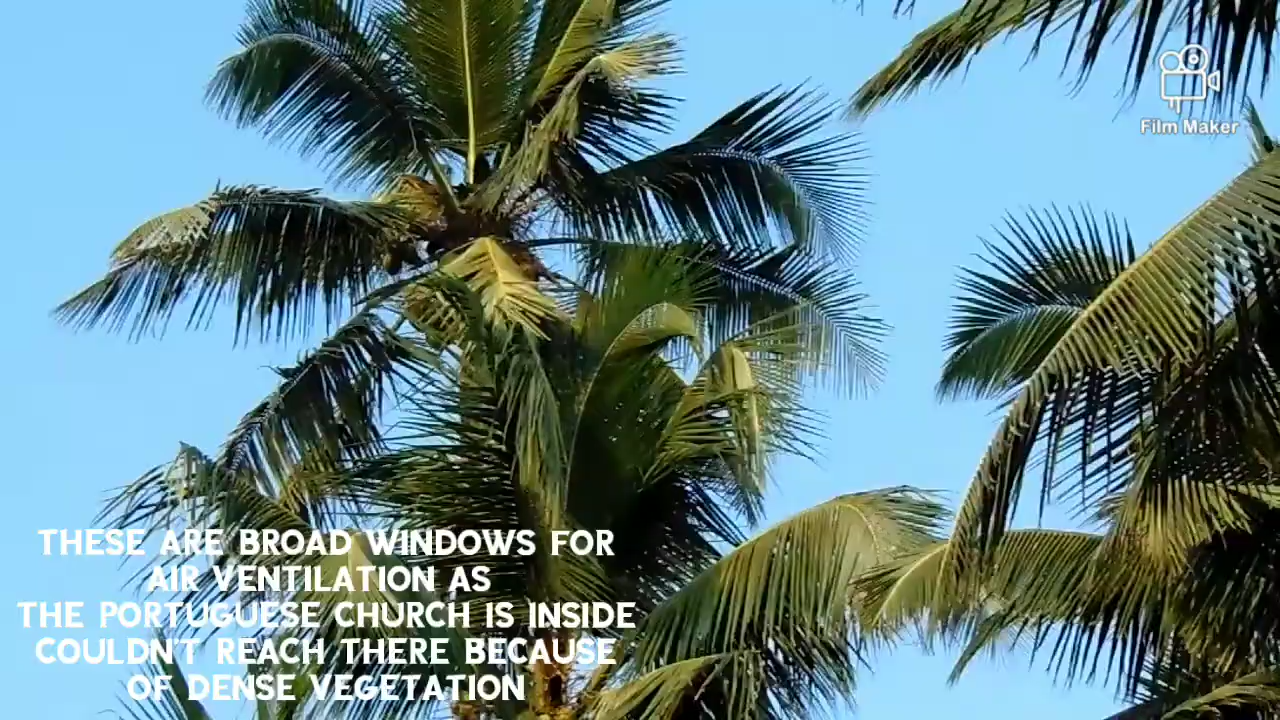 Film Maker
THESE ARE BROAD WINDOWS FOR
AIR VENTILATION AS
THE PORTUGUESE CHURCH IS INSIDE
COULDN'T REACH THERE BECAUSE
OF DENSE VEGETATION